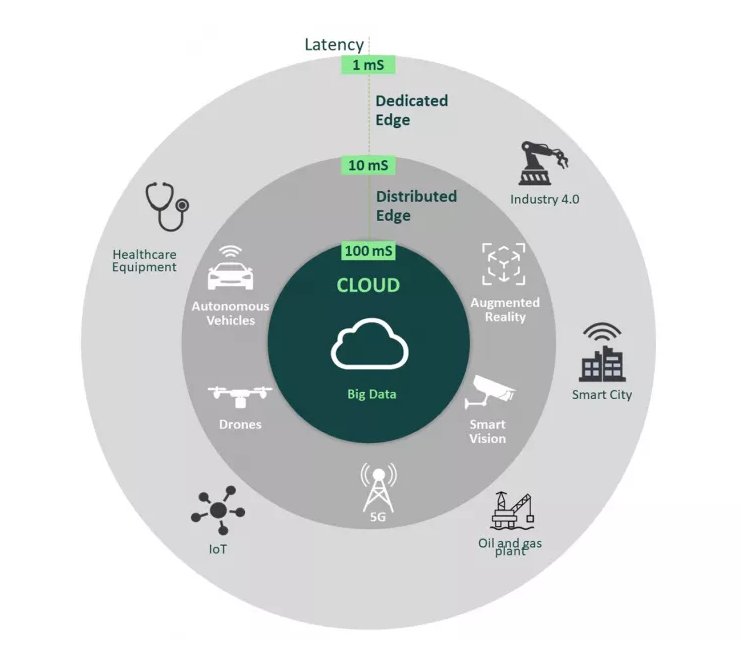 Latency
1 mS
Dedicated
Edge
10 mS
Distributed
Edge
Industry 4.0
Healthcare
Equipment
100 mS
CLOUD
Autonomous
Vehicles
Augmented
Reality
Big Data
Smart City
Drones
Smart
Vision
5G
IoT
Oil and gas
plant